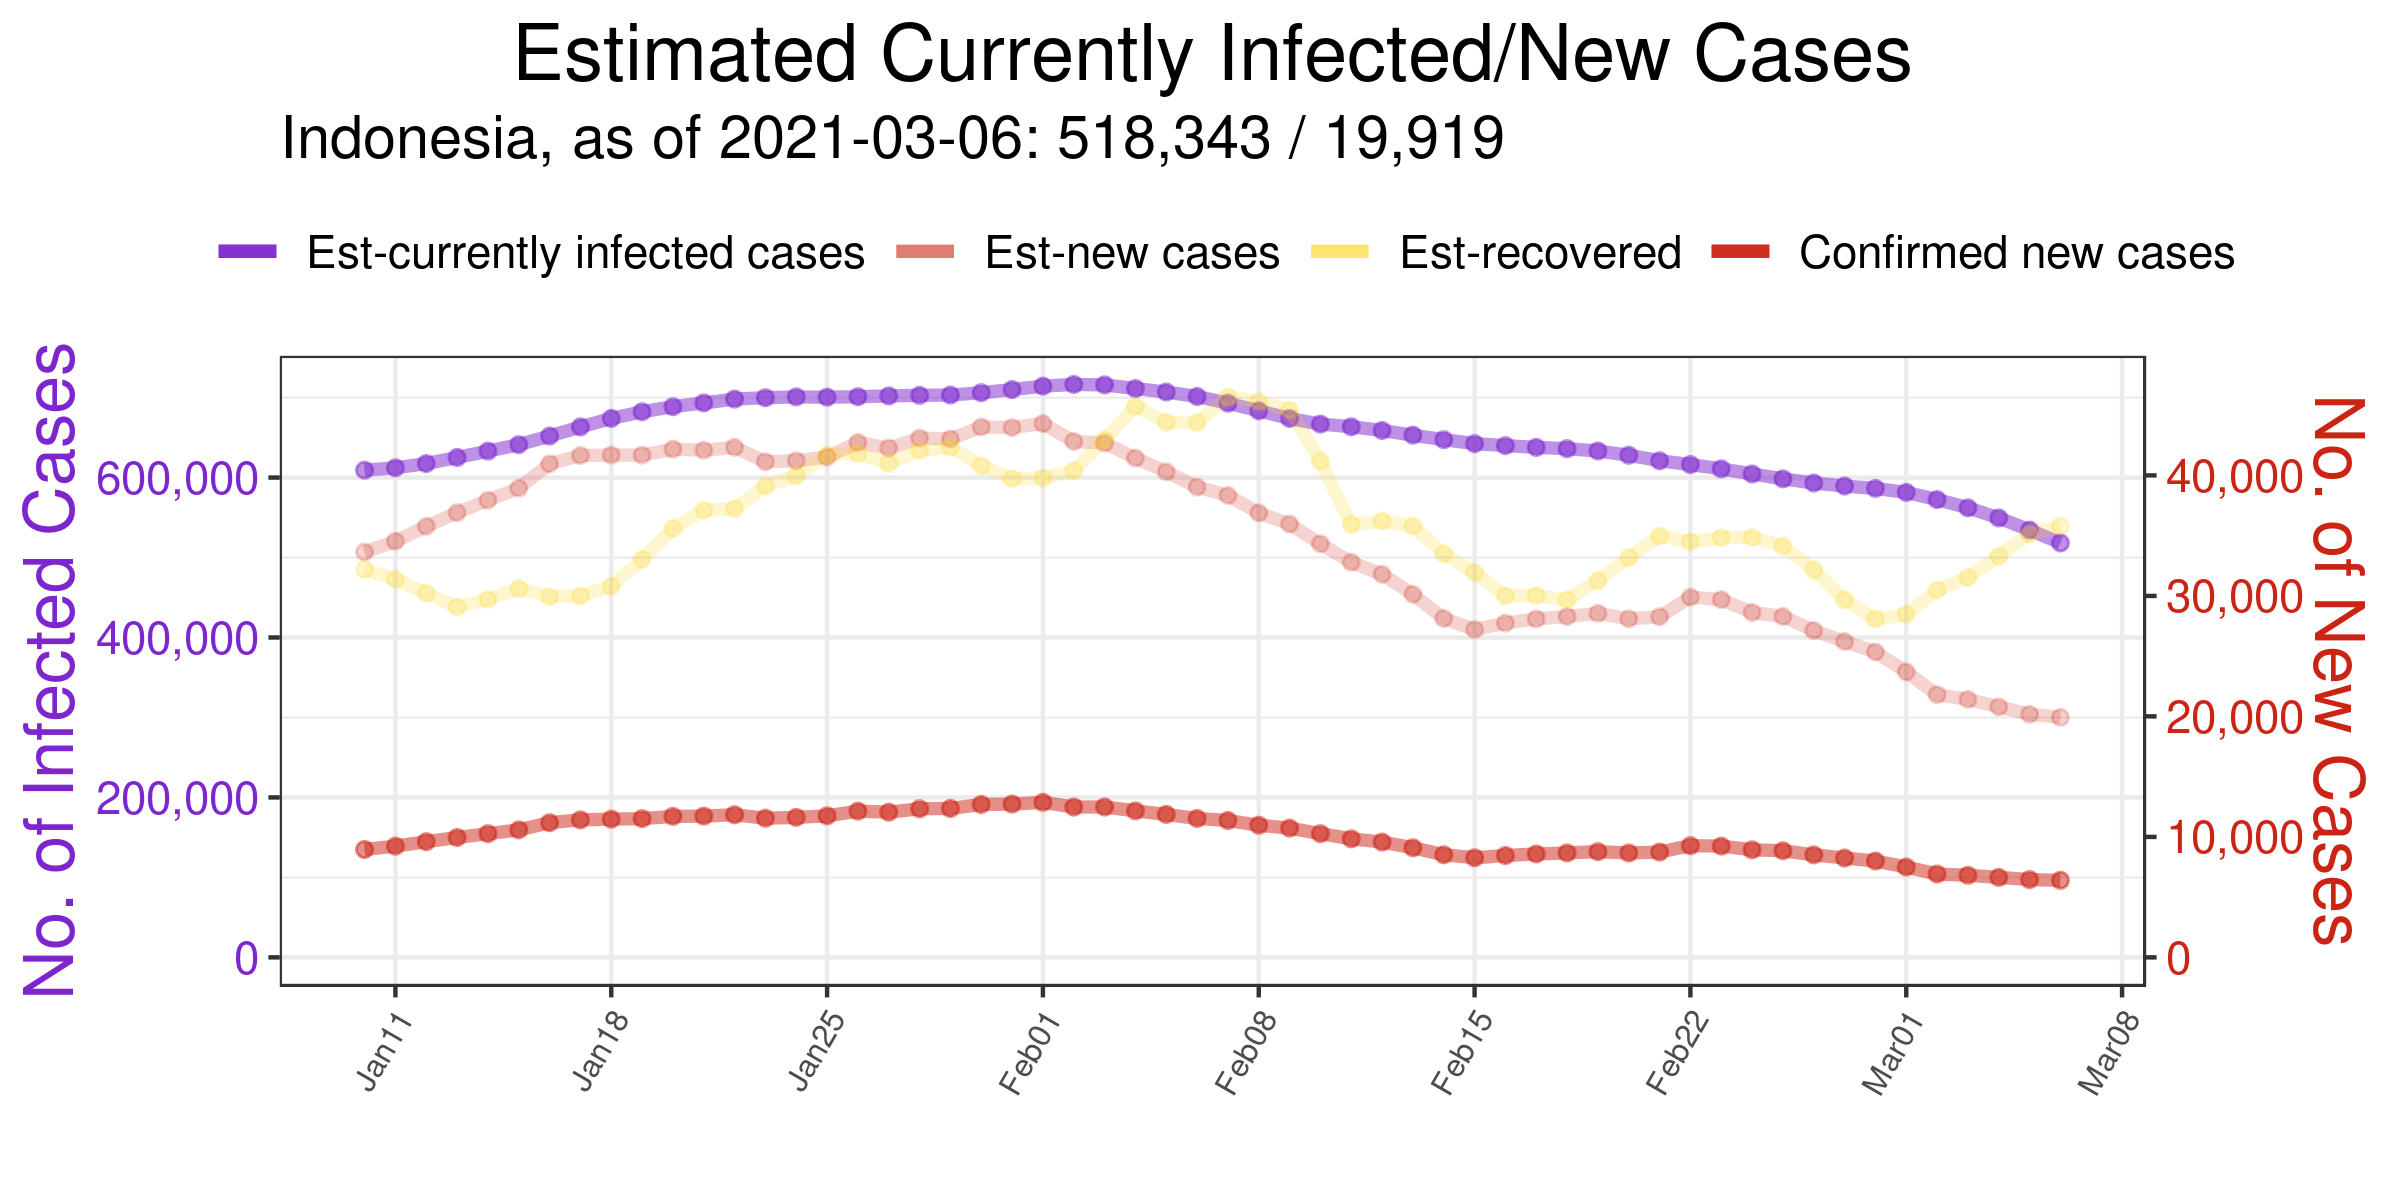 Estimated Currently Infected/New Cases
Indonesia, as of 2021-03-06: 518,343 / 19,919
Est-currently infected cases Est-new cases Est-recovered Confirmed new cases
No. of Infected Cases
600,000
400,000
200,000
0
40,000
30,000
20,000
10,000
0
No. of New Cases
Jan11 Jan18 Jan25 Feb01 Feb08 Feb15 Feb22 Mar01 Mar08